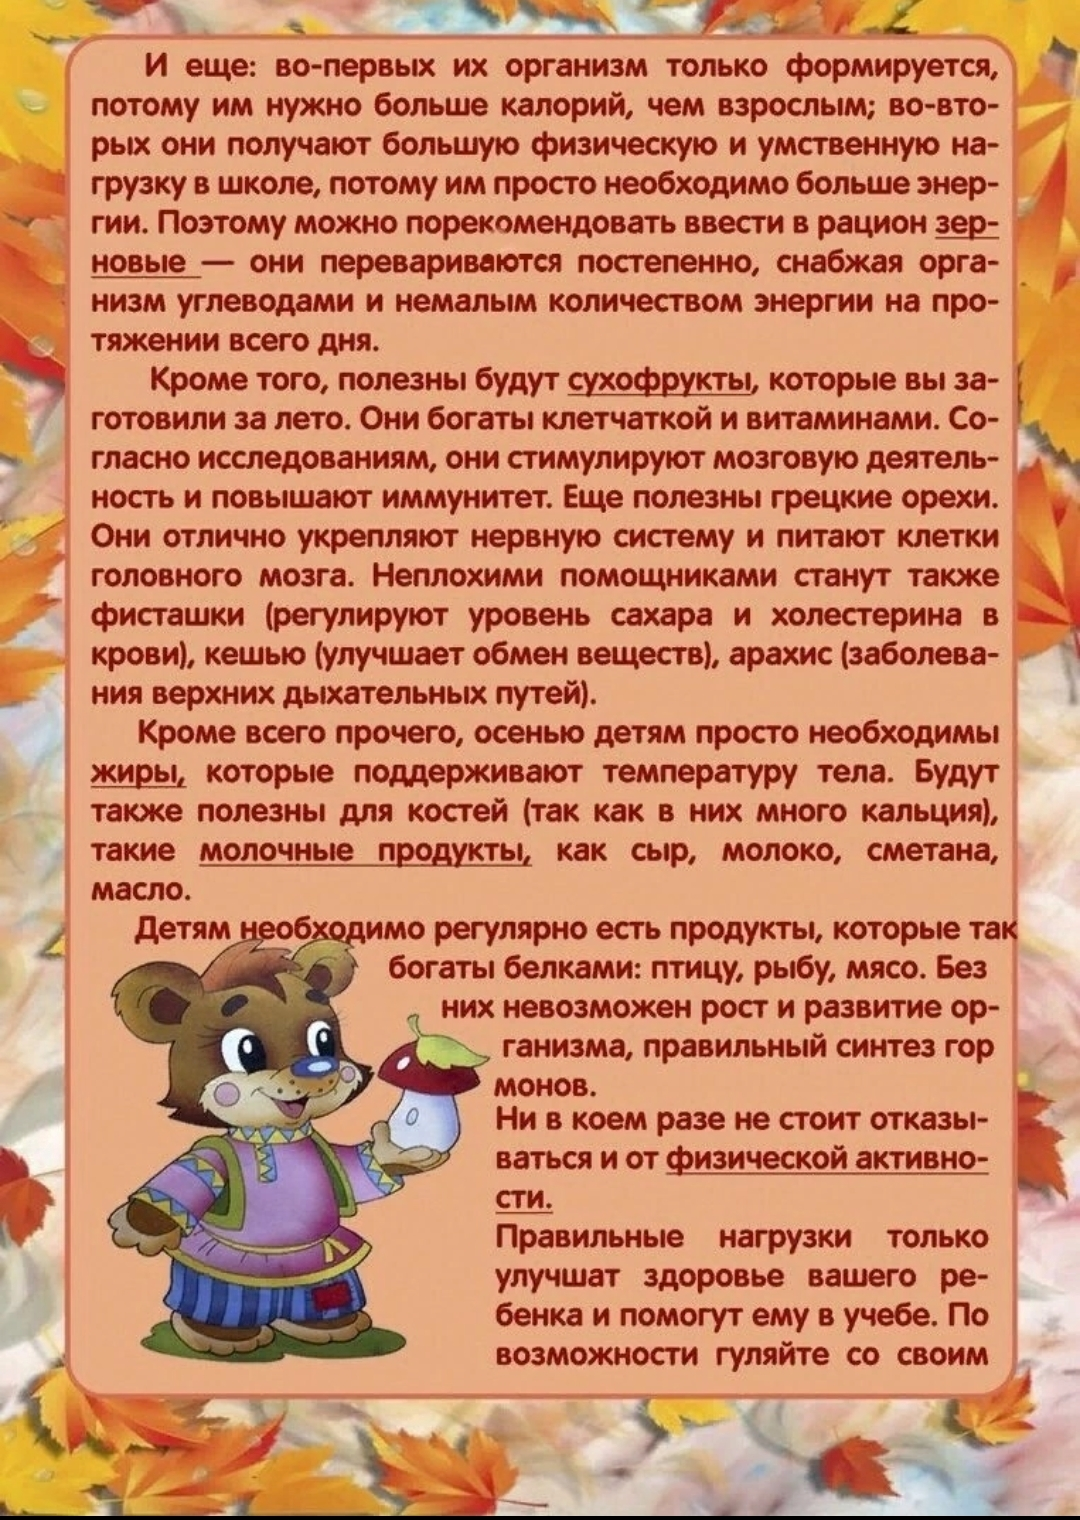 И еще: во-первых их организм только формируется,
потому им нужно больше калорий, чем взрослым; во-вто-
рых они получают большую физическую и умственную на-
грузку в школе, потому им просто необходимо больше энер-
гии. Поэтому можно порекомендовать ввести в рацион зер-
новые — они перевариваются постепенно, снабжая орга-
низм углеводами и немалым количеством энергии на про-
тяжении всего дня.
Кроме того, полезны будут сухофрукты, которые вы за-
готовили за лето. Они богаты клетчаткой и витаминами. Со-
гласно исследованиям, они стимулируют мозговую деятель-
ность и повышают иммунитет. Еще полезны грецкие орехи.
Они отлично укрепляют нервную систему и питают клетки
головного мозга. Неплохими помощниками станут также
фисташки (регулируют уровень сахара и холестерина в
крови), кешью (улучшает обмен веществ), арахис (заболева-
ния верхних дыхательных путей).
Кроме всего прочего, осенью детям просто необходимы
жиры, которые поддерживают температуру тела. Будут
также полезны для костей (так как в них много кальция),
такие молочные продукты, как сыр, молоко, сметана,
масло.
Детям необходимо регулярно есть продукты, которые так
богаты белками: птицу, рыбу, мясо. Без
них невозможен рост и развитие ор-
ганизма, правильный синтез гор
монов.
Ни в коем разе не стоит отказы-
ваться и от физической активно-
сти.
Правильные нагрузки только
улучшат здоровье вашего ре-
бенка и помогут ему в учебе. По
возможности гуляйте со своим